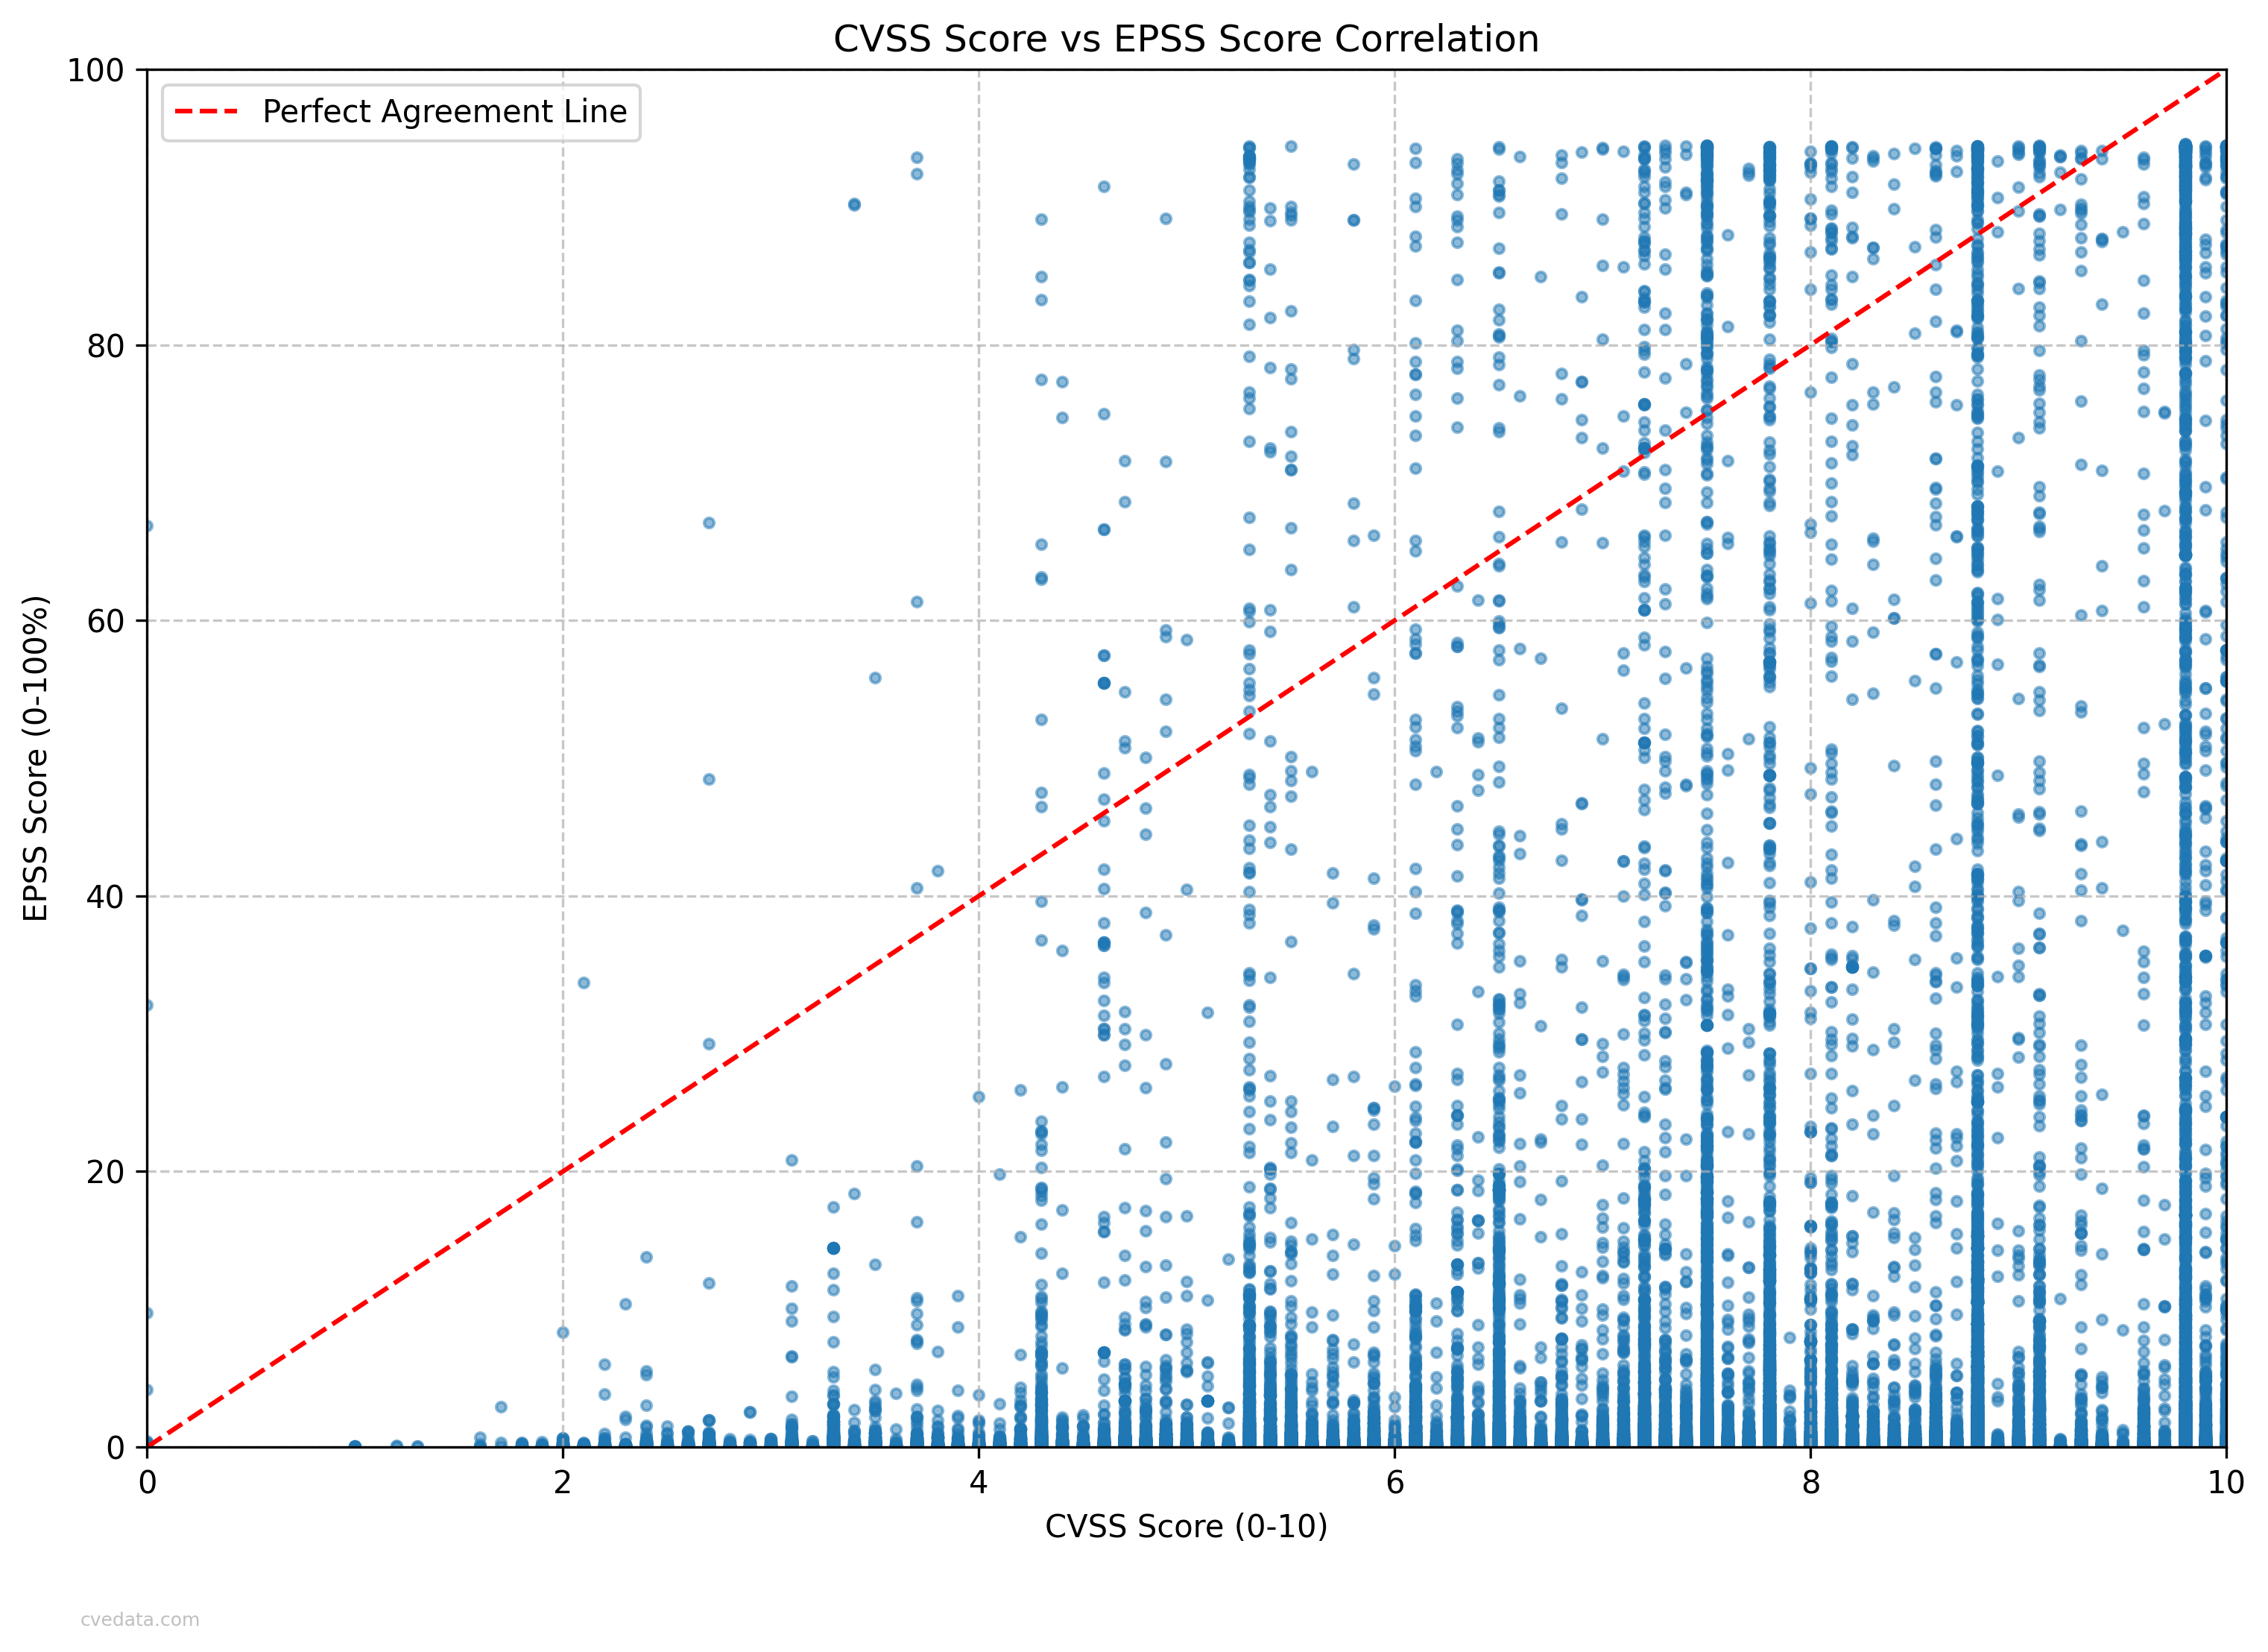 CVSS Score vs EPSS Score Correlation
Perfect Agreement Line
EPSS Score (0-100%)
100
80
60
40
20
0
0 2 4 6 8 10
CVSS Score (0-10)
cvedata.com